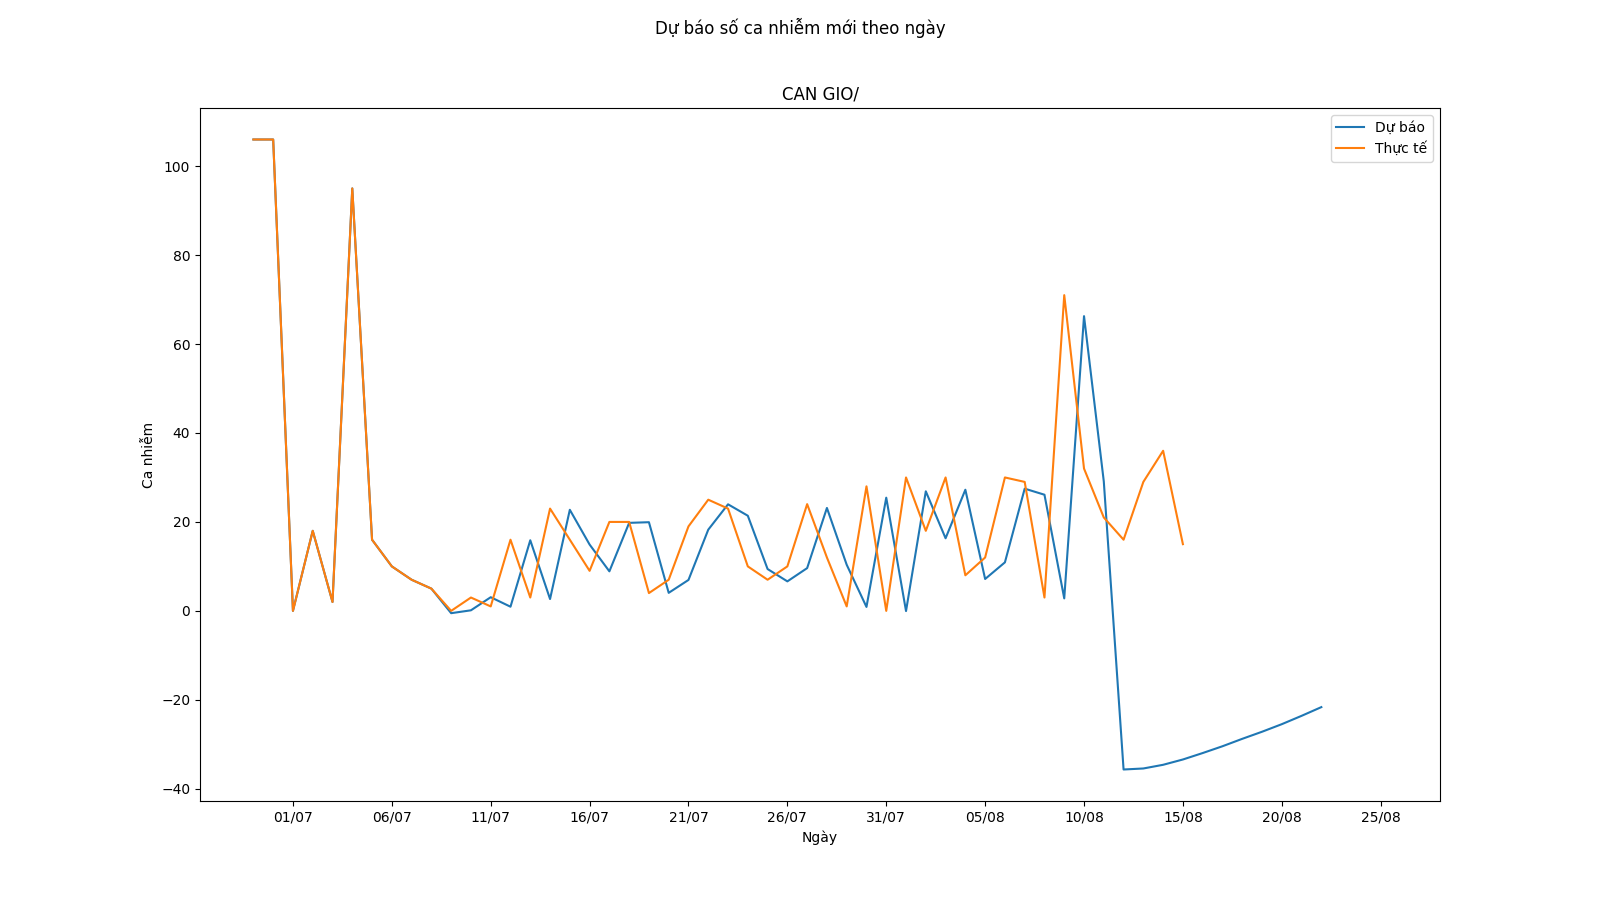 Dự báo số ca nhiễm mới theo ngày
CAN GIO/
Dự báo
Thực tế
100
80
60
40
20
0
−20
−40
Ca nhiễm
01/07 06/07 11/07 16/07 21/07 26/07 31/07 05/08 10/08 15/08 20/08 25/08
Ngày